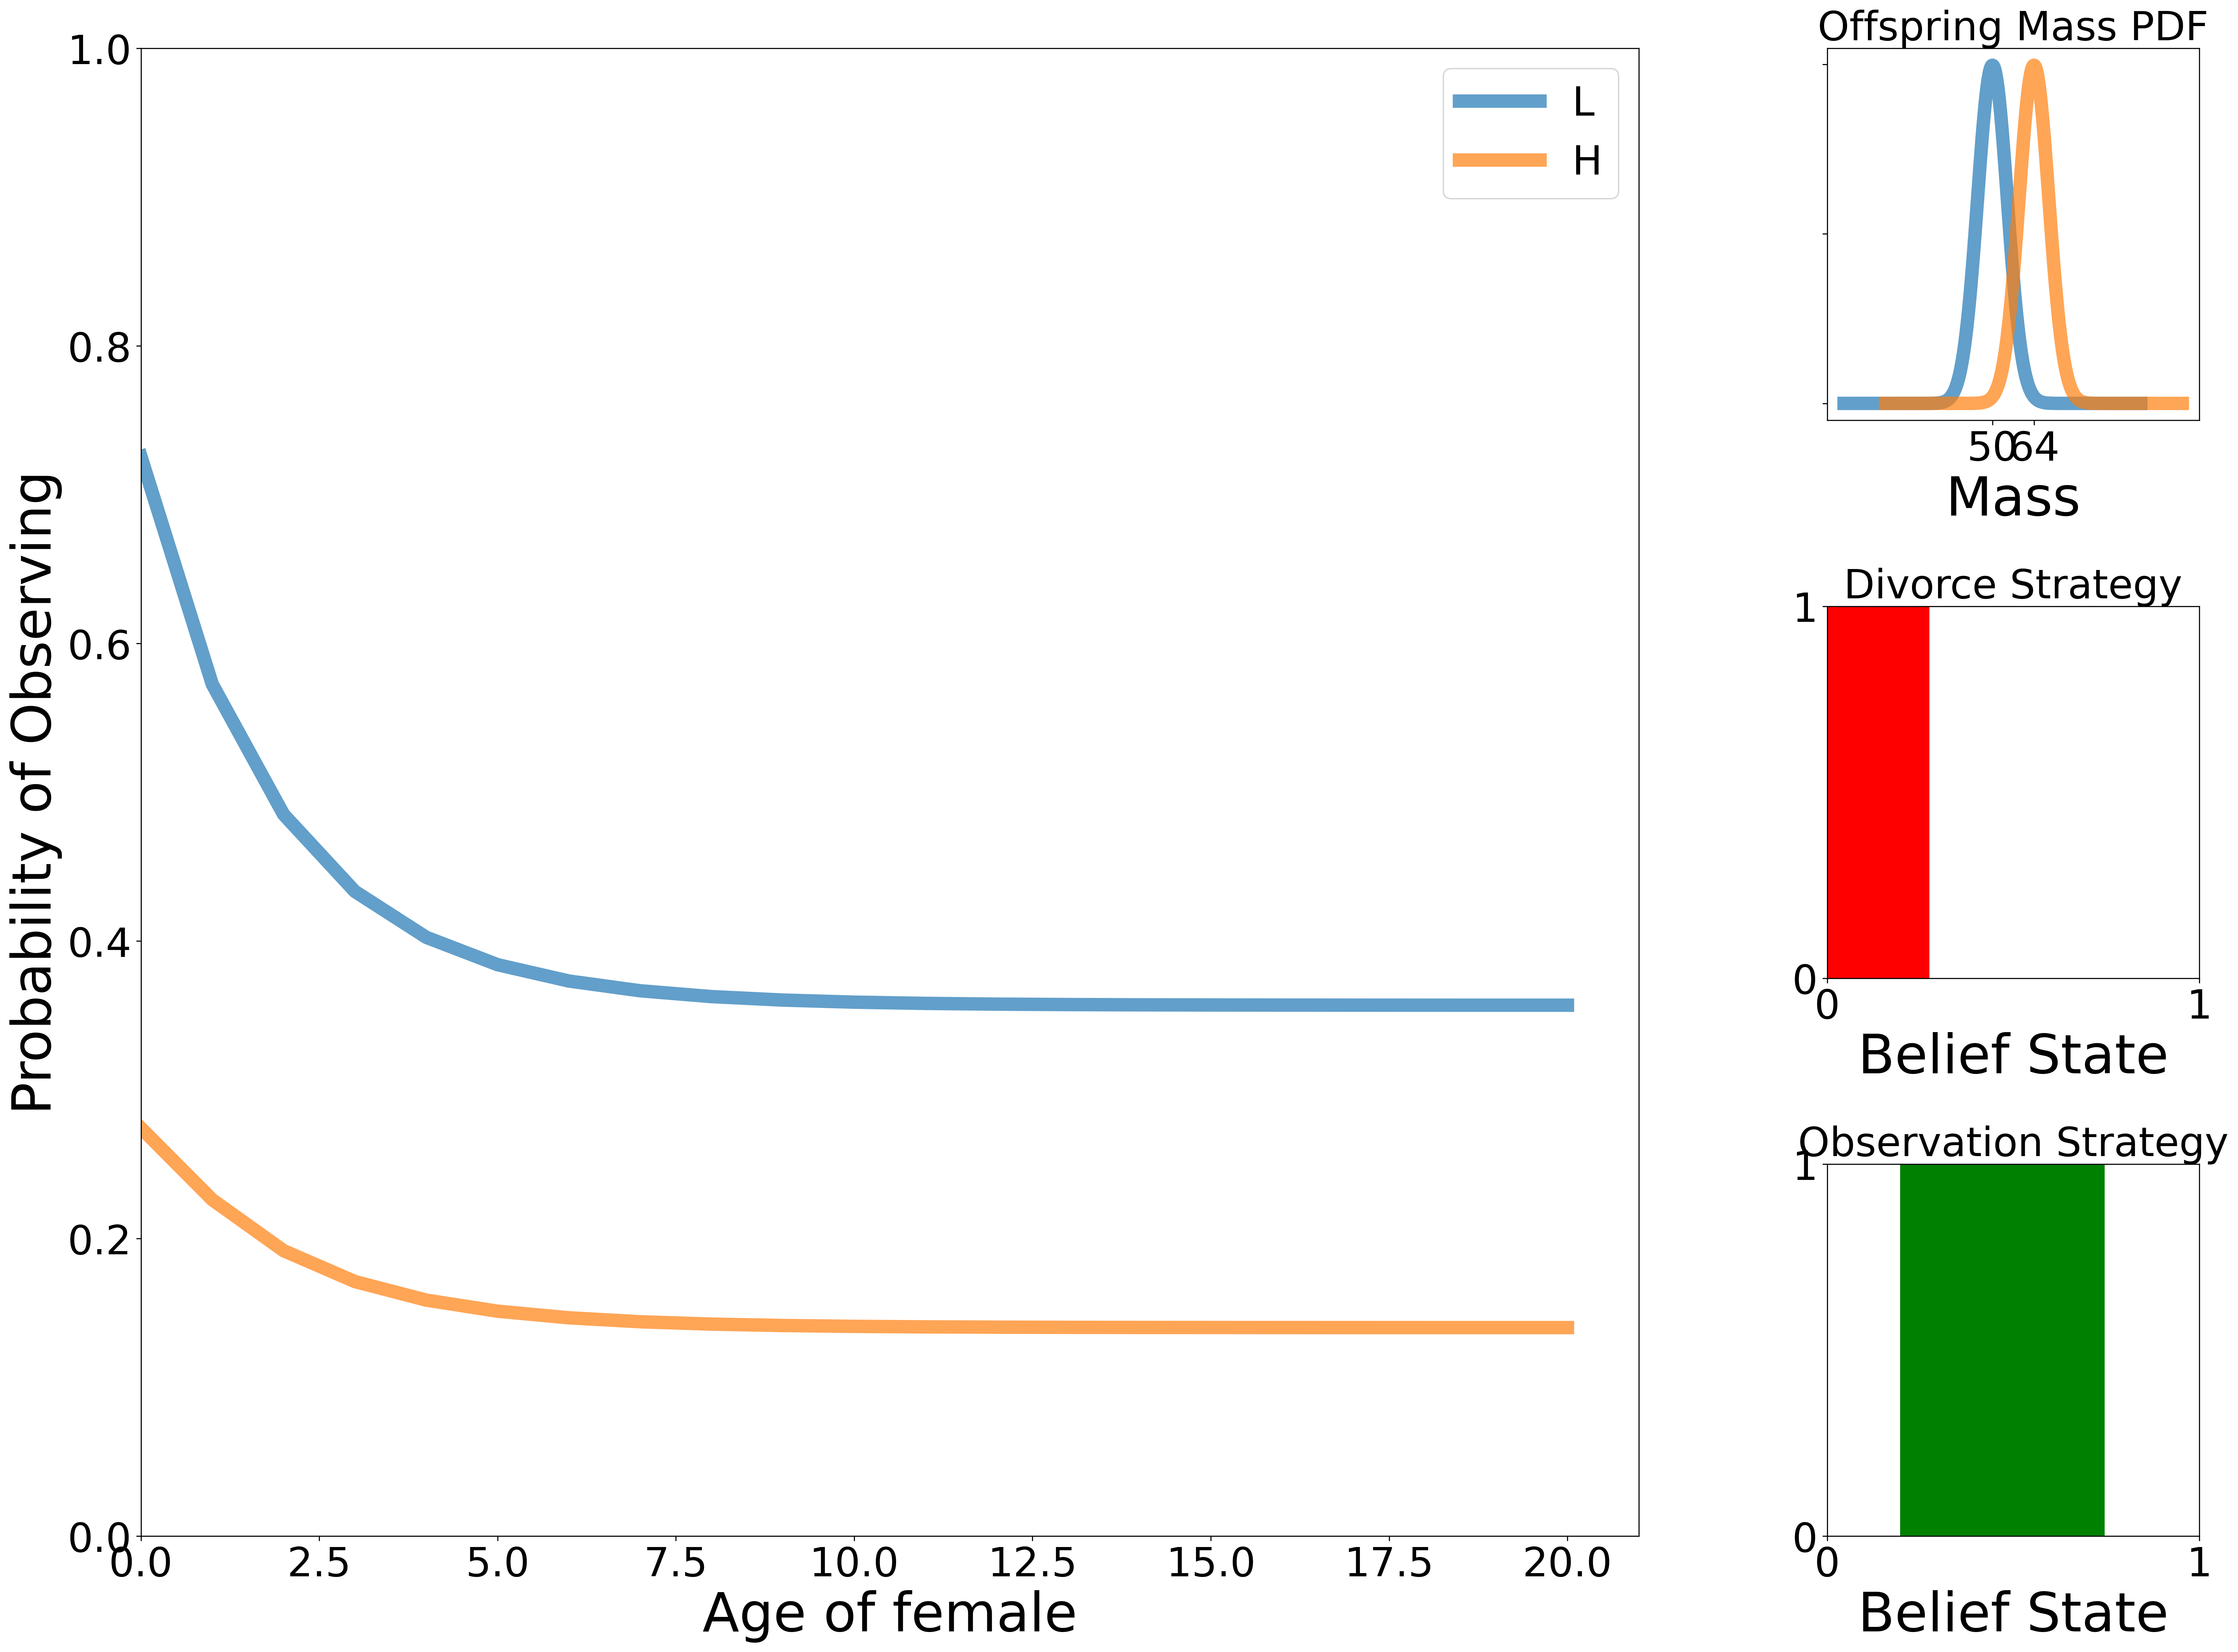 Probability of Observing
1.0
0.8
0.6
0.4
0.2
0.0
0.0 2.5 5.0 7.5 10.0 12.5 15.0 17.5 20.0
Age of female
L
H
Offspring Mass PDF
50 64
Mass
Divorce Strategy
1
0
0 1
Belief State
Observation Strategy
1
0
0 1
Belief State